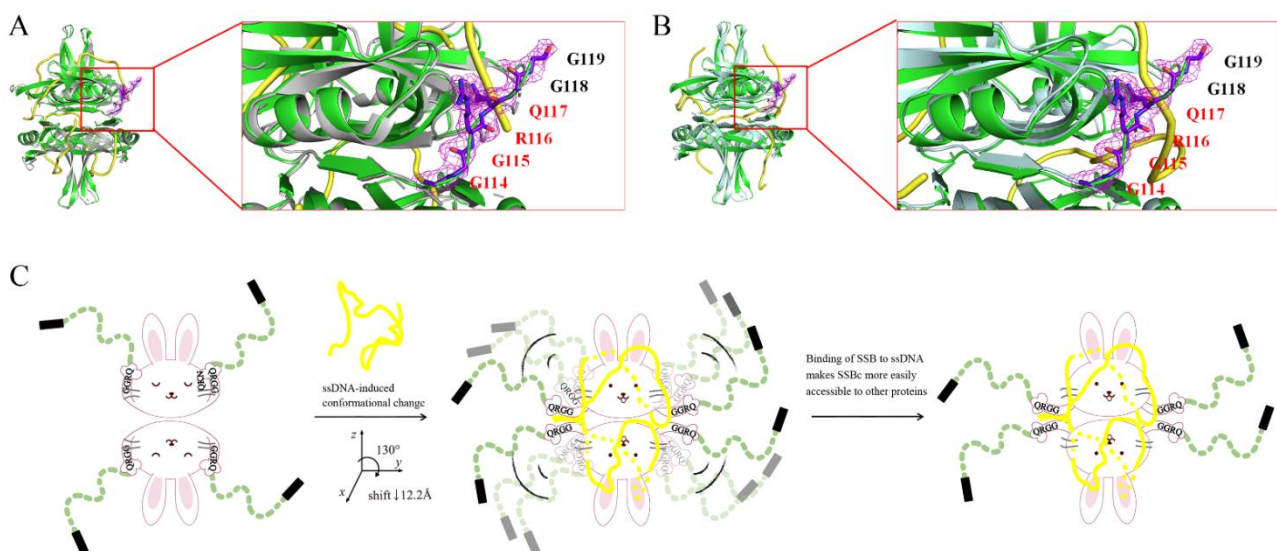 A
G119
G118
Q117
R116
G115
G114
B
G119
G118
Q117
R116
G115
G114
C
GGRQ
QRGG
QRGG
GGRQ
ssDNA-induced
conformational change
z
130°
y
x
shift ↓12.2Å
QRGG
GGRQ
QRGG
GGRQ
Binding of SSB to ssDNA
makes SSBc more easily
accessible to other proteins
QRGG
GGRQ
QRGG
GGRQ